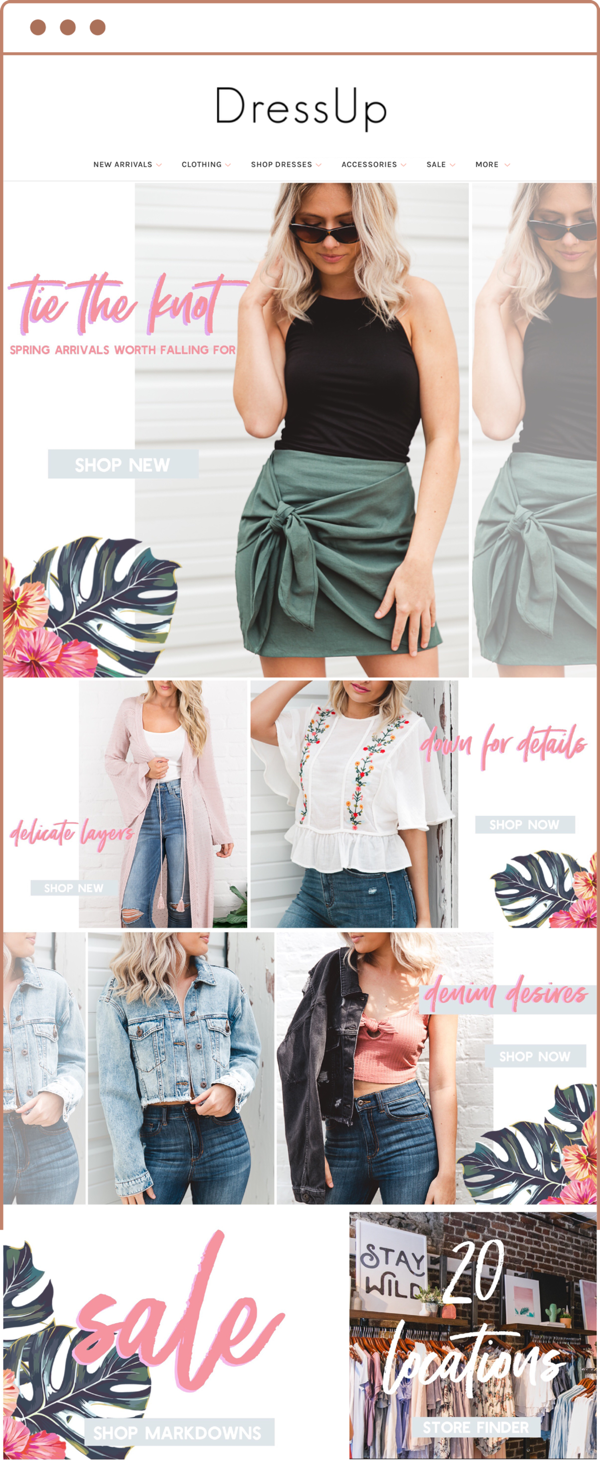 DressUp
NEW ARRIVALS CLOTHING SHOP DRESSES ACCESSORIES SALE MORE
tie the knot
SPRING ARRIVALS WORTH FALLING FOR
SHOP NEW
down for details
SHOP NOW
delicate layers
SHOP NEW
denim desires
SHOP NOW
sale
SHOP MARKDOWNS
STAY
WILD
20
locations
STORE FINDER